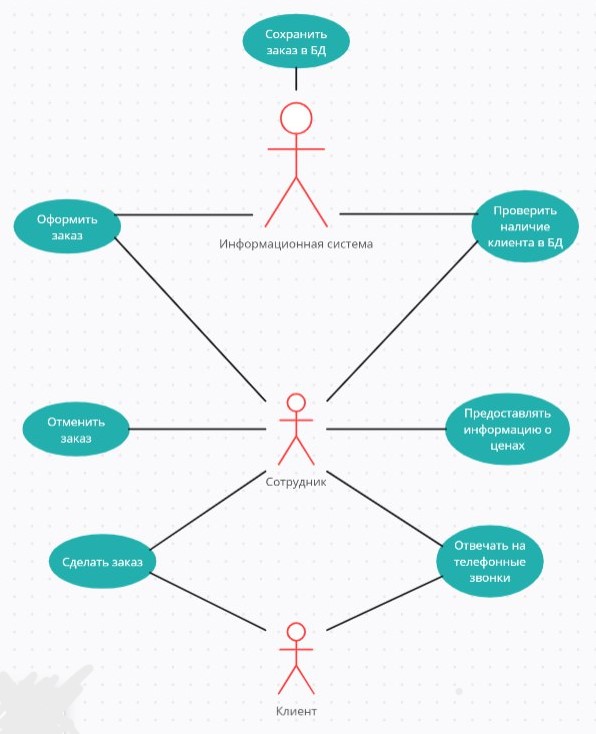 Сохранить
заказ в БД
Оформить
заказ
Проверить
наличие
клиента в БД
Информационная система
Отменить
заказ
Предоставлять
информацию о
ценах
Сотрудник
Сделать заказ
Отвечать на
телефонные
звонки
Клиент